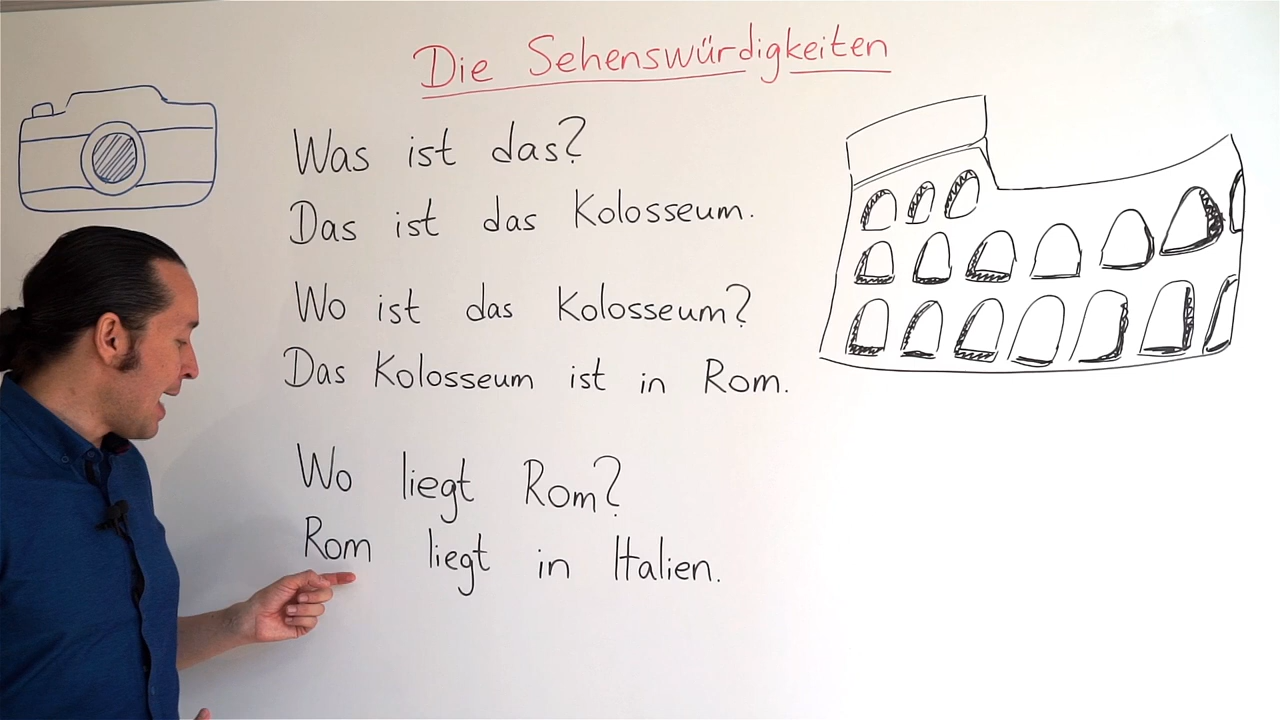 Die Sehenswürdigkeiten
Was ist das?
Das ist das Kolosseum.
Wo ist das Kolosseum?
Das Kolosseum ist in Rom.
Wo liegt Rom?
Rom liegt in Italien.